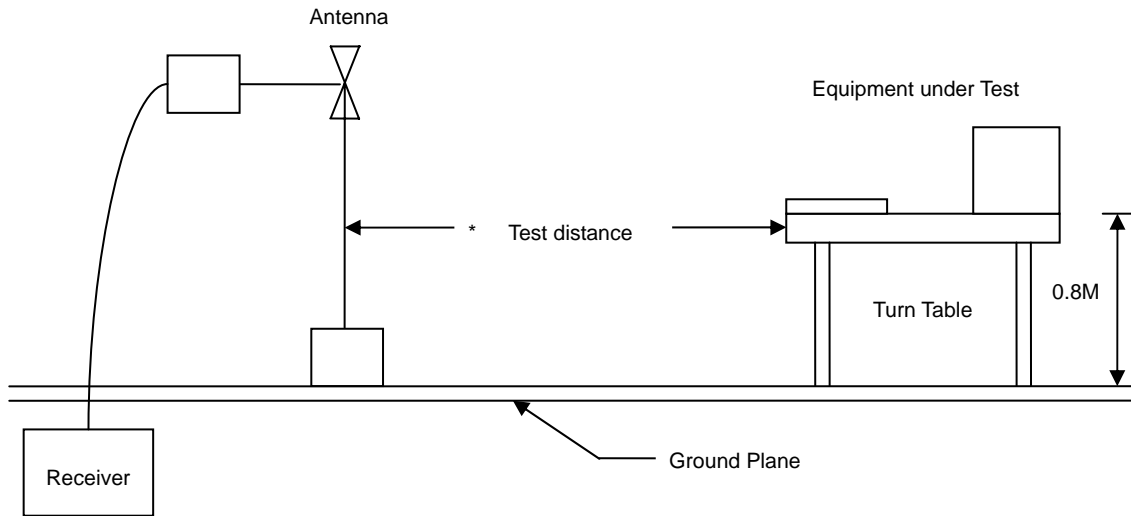 Antenna
Equipment under Test
* Test distance
0.8M
Turn Table
Ground Plane
Receiver